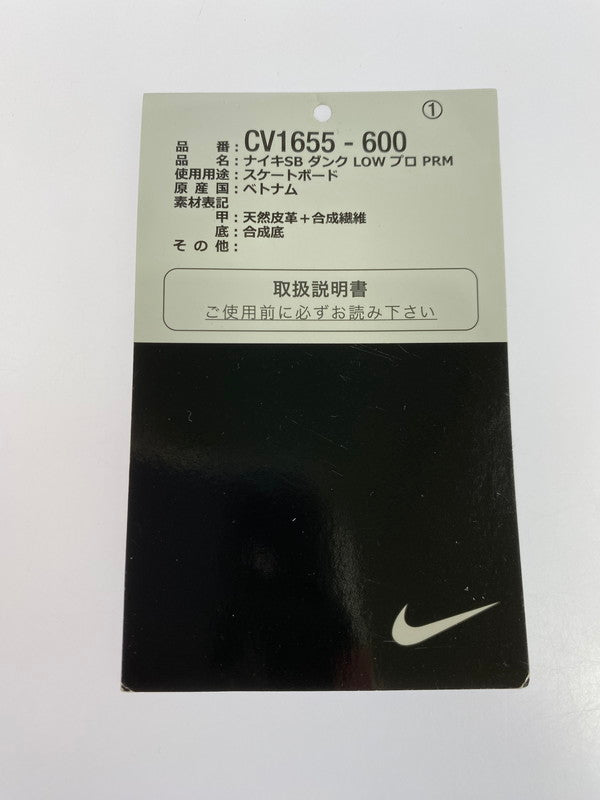 ①
品 番：CV1655 - 600
品 名：ナイキSB ダンク LOW プロ PRM
使用用途：スケートボード
原 産 国：ベトナム
素材表記
甲：天然皮革＋合成繊維
底：合成底
そ の 他：
取扱説明書
ご使用前に必ずお読み下さい